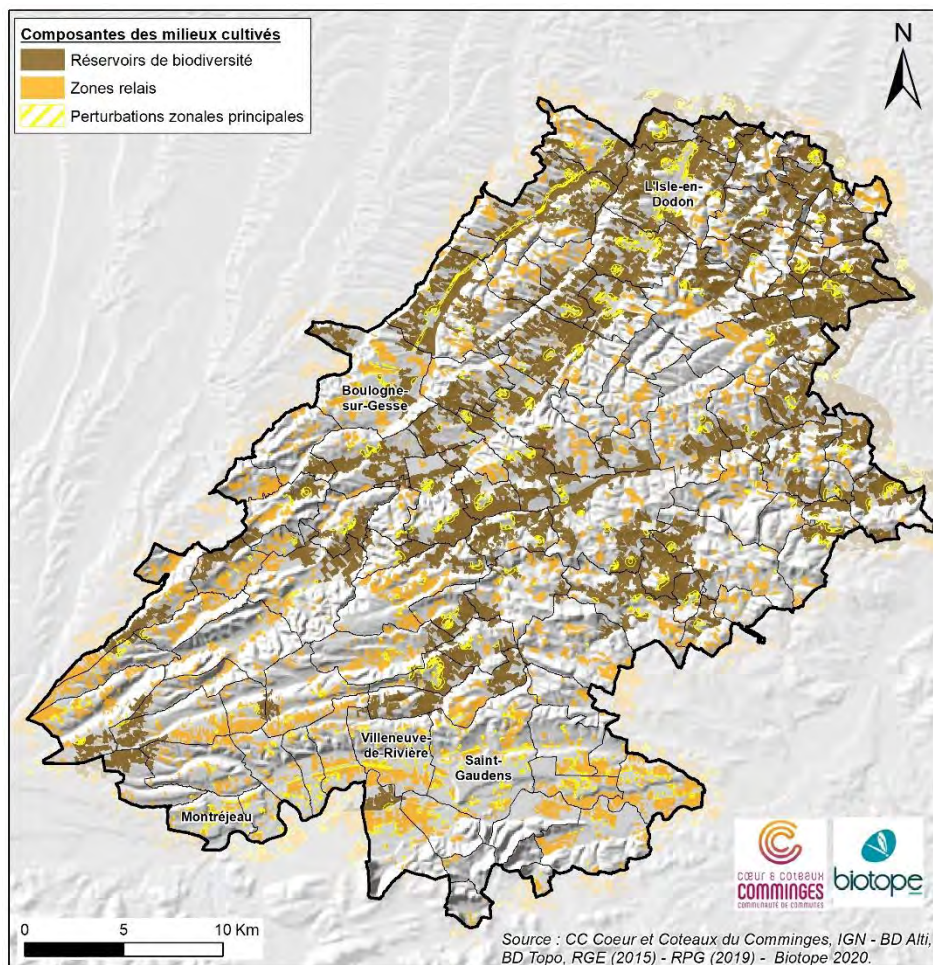 Composantes des milieux cultivés
Réservoirs de biodiversité
Zones relais
Perturbations zonales principales
N
L'Isle-en-
Dodon
Boulogne-
sur-Gesse
Villeneuve-
de-Rivière
Saint-
Gaudens
Montréjeau
CŒUR & COTEAUX
COMMINGES
COMMUNAUTÉ DE COMMUNES
biotope
0 5 10 Km
Source : CC Coeur et Coteaux du Comminges, IGN - BD Alti,
BD Topo, RGE (2015) - RPG (2019) - Biotope 2020.